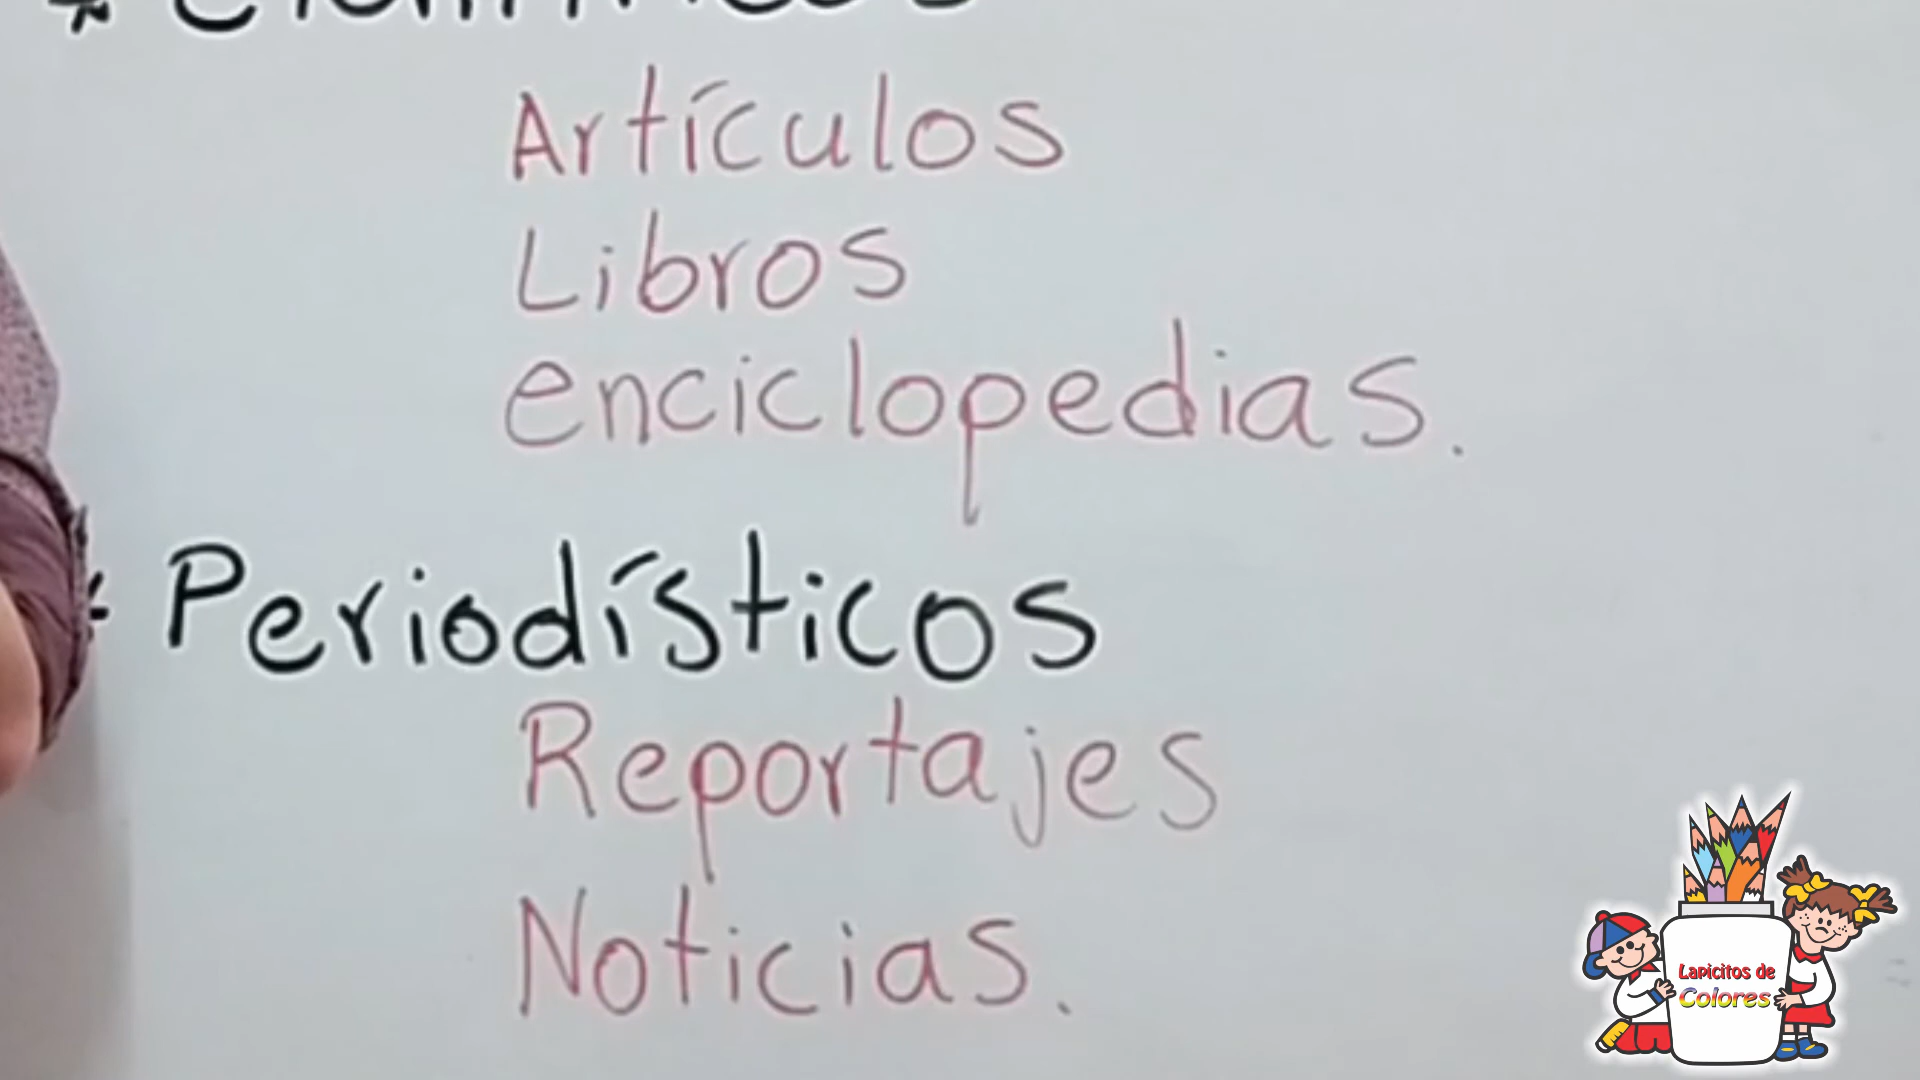 Artículos
Libros
enciclopedias.
* Periodísticos
Reportajes
Noticias.
Lapicitos de
Colores